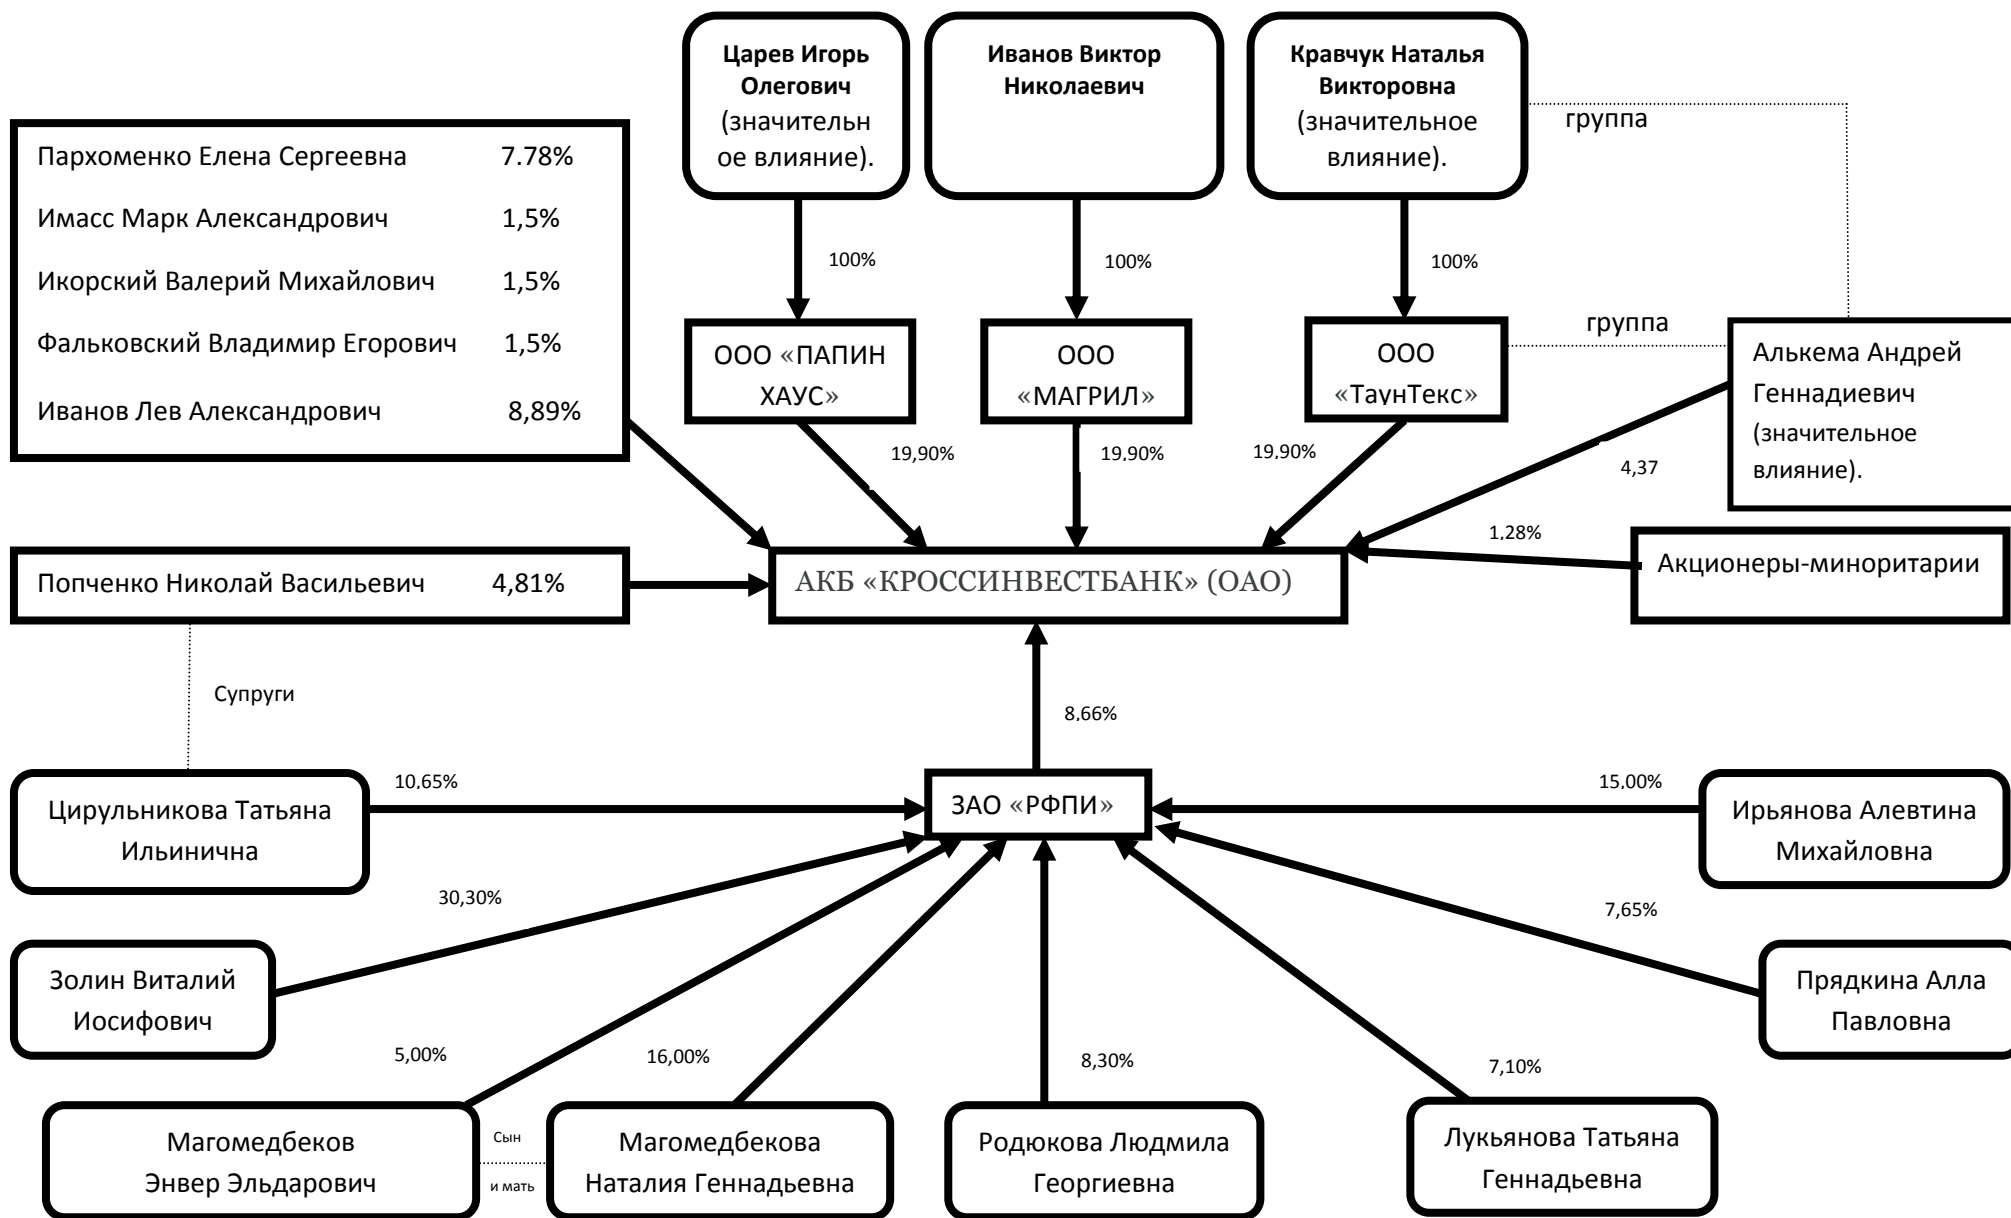 Царев Игорь
Олегович
(значительн
ое влияние).
Иванов Виктор
Николаевич
Кравчук Наталья
Викторовна
(значительное
влияние).
группа
Пархоменко Елена Сергеевна 7.78%
Имасс Марк Александрович 1,5%
Икорский Валерий Михайлович 1,5%
Фальковский Владимир Егорович 1,5%
Иванов Лев Александрович 8,89%
100%
100%
100%
ООО «ПАПИН
ХАУС»
ООО
«МАГРИЛ»
ООО
«ТаунТекс»
группа
Алькема Андрей
Геннадиевич
(значительное
влияние).
19,90%
19,90%
19,90%
4,37
1,28%
Попченко Николай Васильевич 4,81%
АКБ «КРОССИНВЕСТБАНК» (ОАО)
Акционеры-миноритарии
Супруги
8,66%
Цирульникова Татьяна
Ильинична
10,65%
ЗАО «РФПИ»
15,00%
Ирьянова Алевтина
Михайловна
30,30%
7,65%
Золин Виталий
Иосифович
Прядкина Алла
Павловна
5,00%
16,00%
8,30%
7,10%
Магомедбеков
Энвер Эльдарович
Сын
и мать
Магомедбекова
Наталия Геннадьевна
Родюкова Людмила
Георгиевна
Лукьянова Татьяна
Геннадьевна